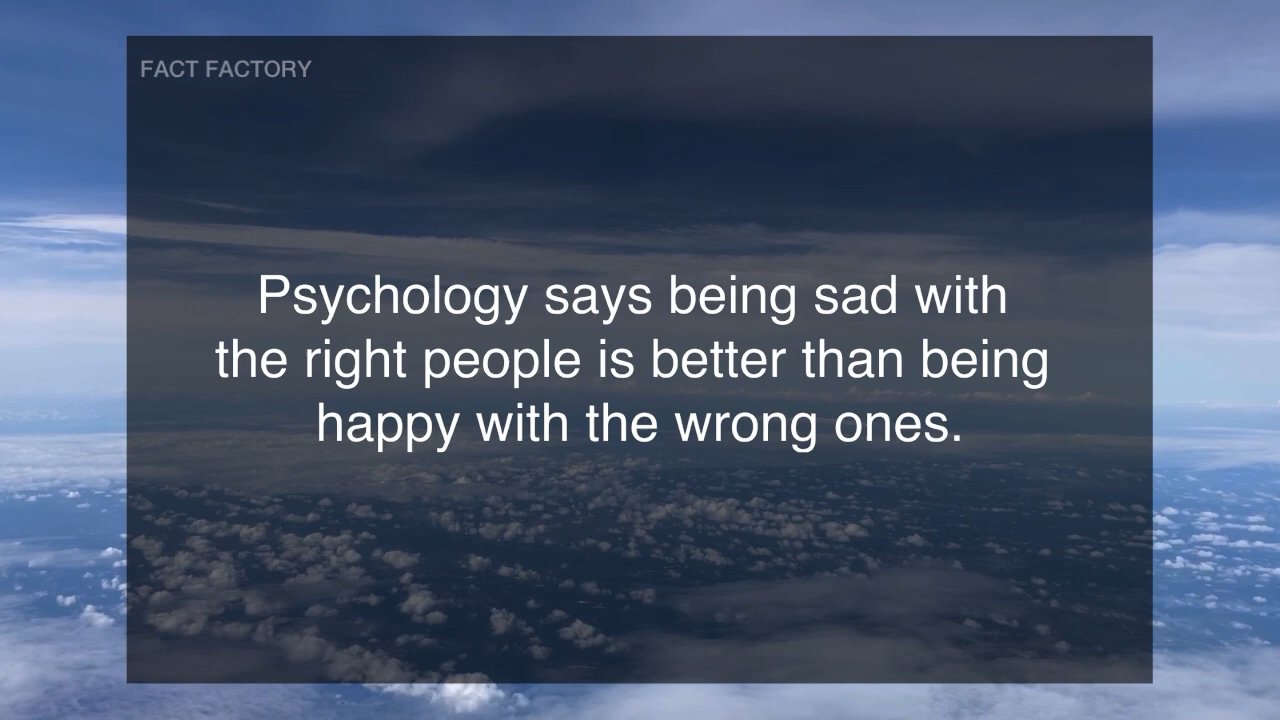 FACT FACTORY
Psychology says being sad with
the right people is better than being
happy with the wrong ones.